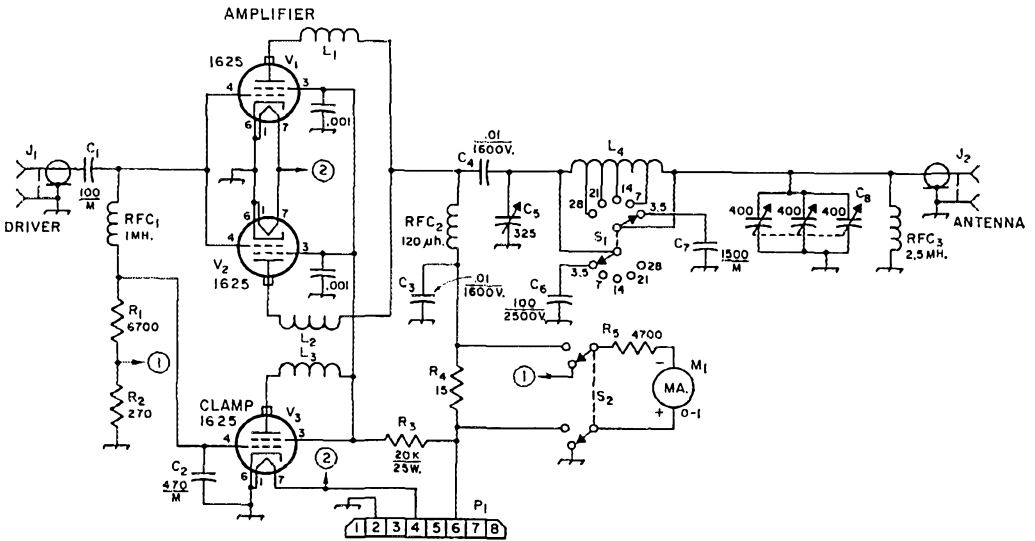 AMPLIFIER
L1
1625
V1
4
3
6
1
7
.001
J1
C1
100
M
DRIVER
RFC1
1MH.
2
6
1
7
4
3
V2
1625
.001
L2
L3
R1
6700
1
R2
270
CLAMP
1625
V3
4
3
6
1
7
C2
470
M
2
R3
20K
25W.
R4
15
C3
.01
1600V.
RFC2
120 μh.
.01
1600V.
C4
C5
325
L4
28
21
14
7
3.5
S1
3.5
7
14
21
28
C6
100
2500V.
C7
1500
M
400
400
400
C8
RFC3
2.5MH.
J2
ANTENNA
R5
4700
M1
MA.
-
+
0-1
1
S2
P1
1 2 3 4 5 6 7 8